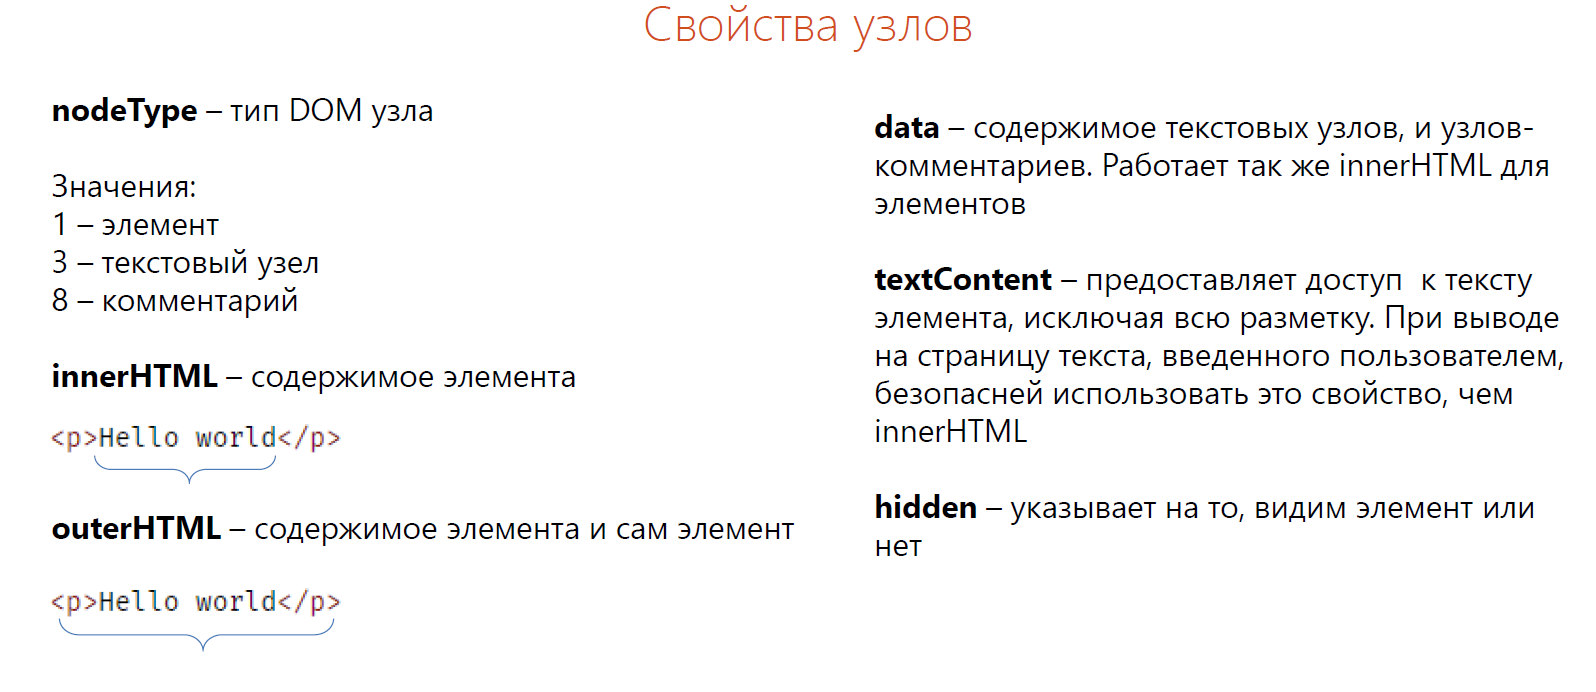 Свойства узлов
nodeType – тип DOM узла
Значения:
1 – элемент
3 – текстовый узел
8 – комментарий
innerHTML – содержимое элемента
<p>Hello world</p>
outerHTML – содержимое элемента и сам элемент
<p>Hello world</p>
data – содержимое текстовых узлов, и узлов-
комментариев. Работает так же innerHTML для
элементов
textContent – предоставляет доступ  к тексту
элемента, исключая всю разметку. При выводе
на страницу текста, введенного пользователем,
безопасней использовать это свойство, чем
innerHTML
hidden – указывает на то, видим элемент или
нет